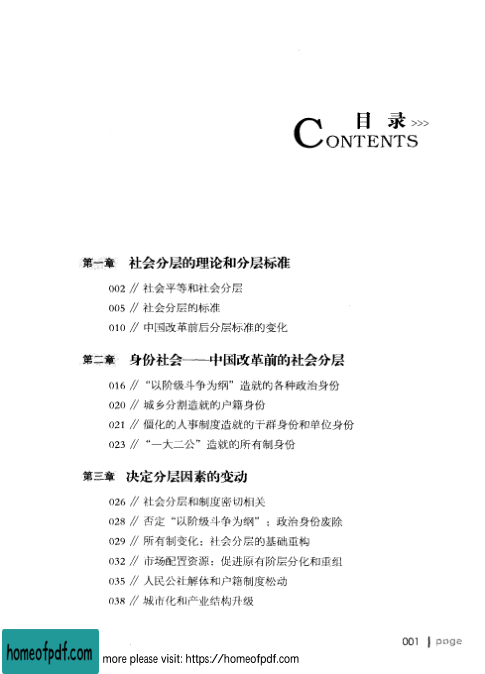 目 录 >>>
CONTENTS
第一章 社会分层的理论和分层标准
002 // 社会平等和社会分层
005 // 社会分层的标准
010 // 中国改革前后分层标准的变化
第二章 身份社会——中国改革前的社会分层
016 // “以阶级斗争为纲”造就的各种政治身份
020 // 城乡分割造就的户籍身份
021 // 僵化的人事制度造就的干群身份和单位身份
023 // “一大二公”造就的所有制身份
第三章 决定分层因素的变动
026 // 社会分层和制度密切相关
028 // 否定“以阶级斗争为纲”：政治身份废除
029 // 所有制变化：社会分层的基础重构
032 // 市场配置资源：促进原有阶层分化和重组
035 // 人民公社解体和户籍制度松动
038 // 城市化和产业结构升级
001 | page
homeofpdf.com
more please visit: https://homeofpdf.com